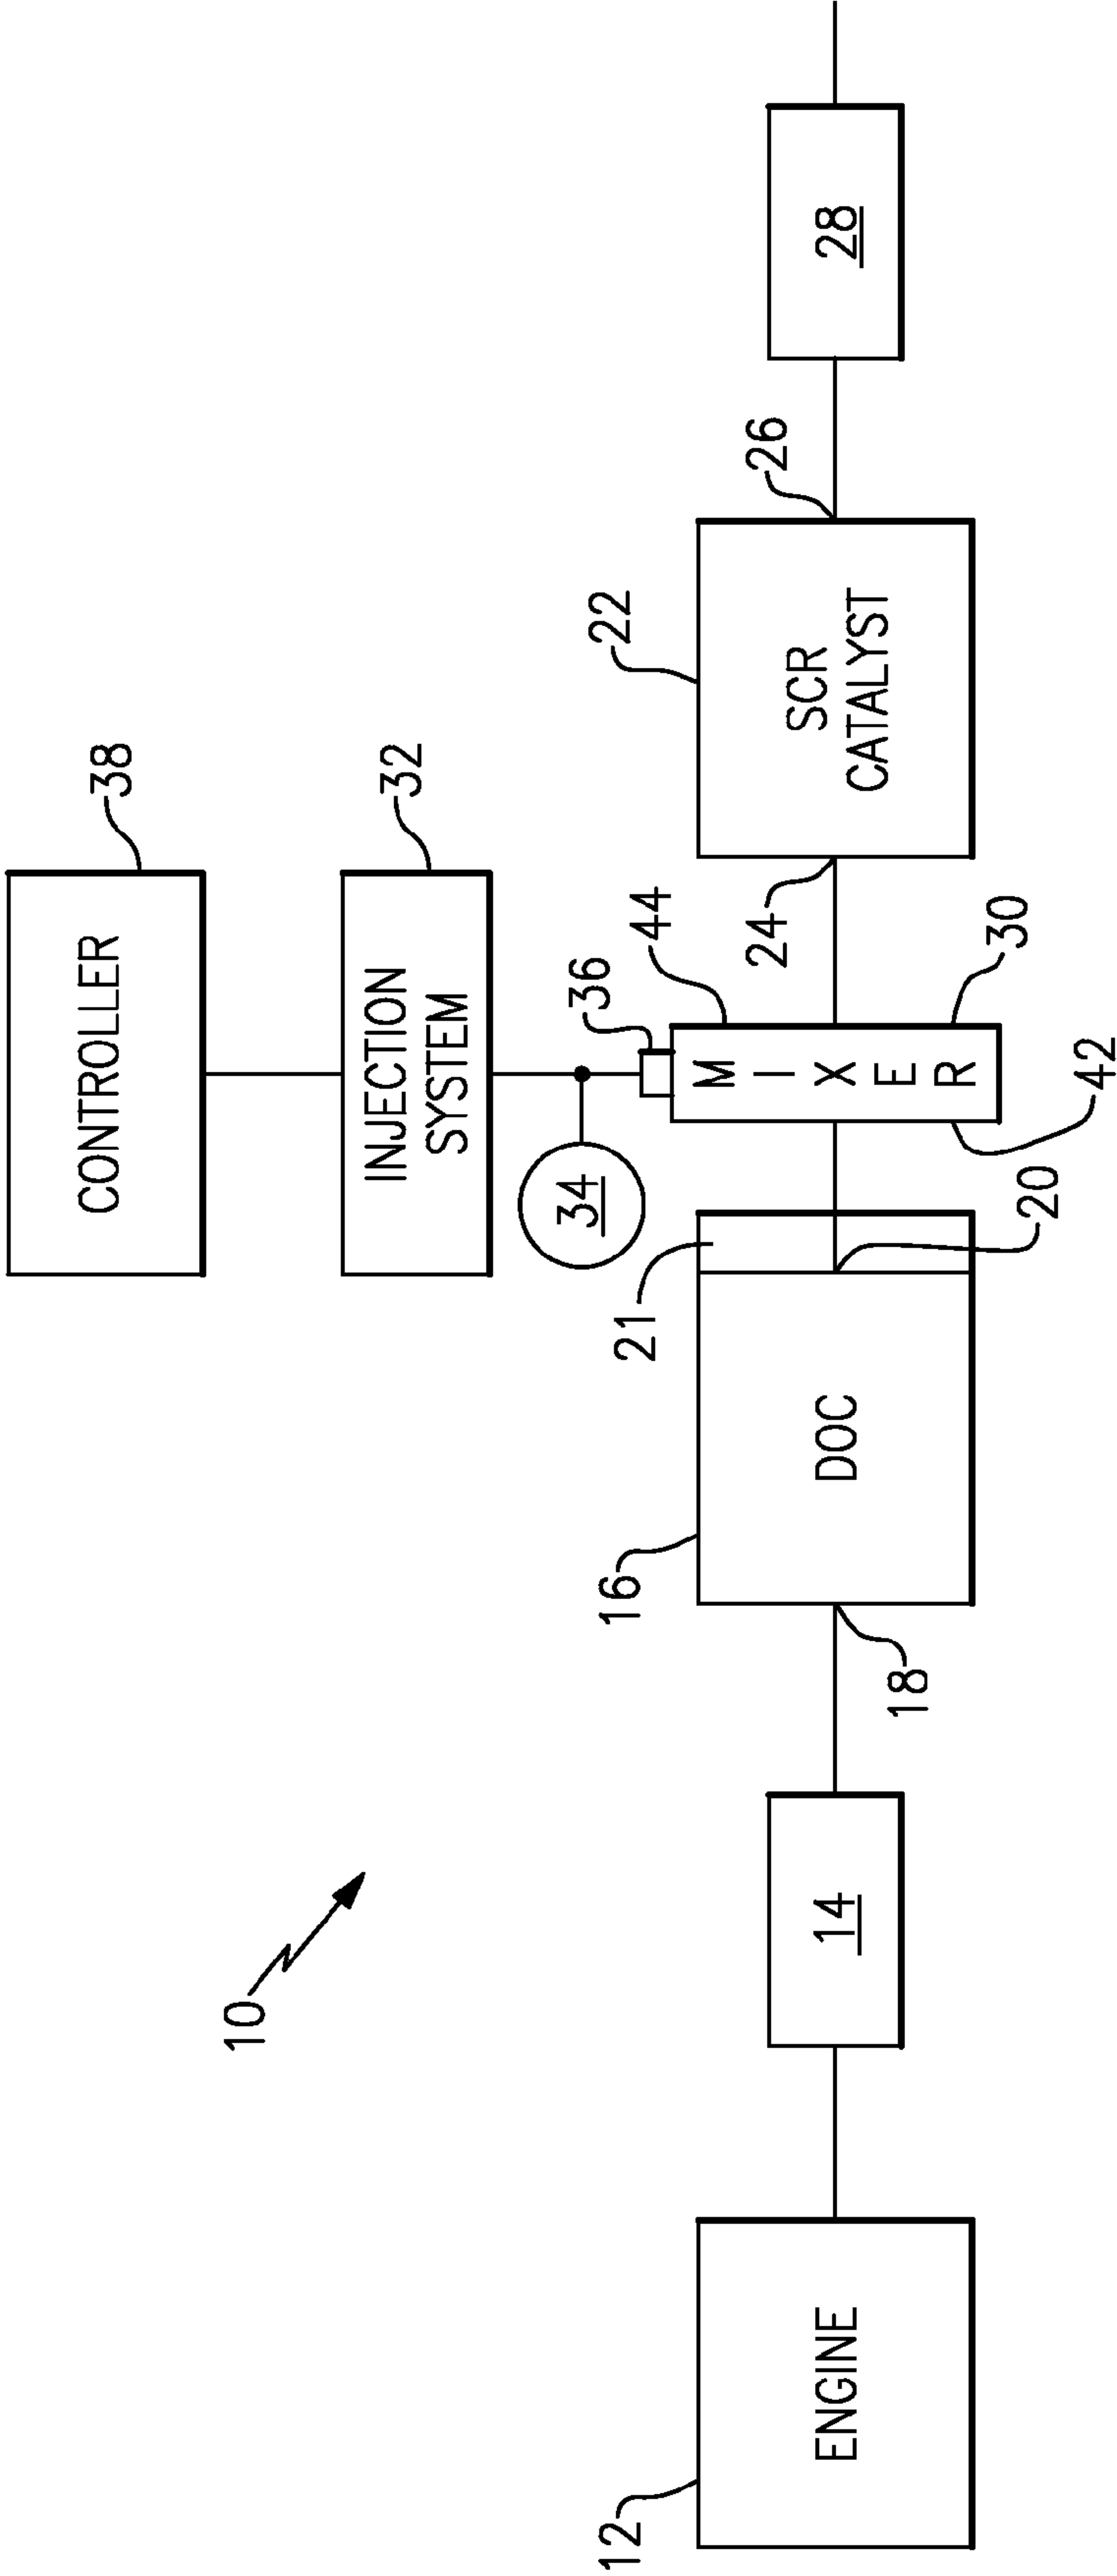 CONTROLLER
38
INJECTION
SYSTEM
32
34
36
10
12
ENGINE
14
16
DOC
18
20
21
MIXER
44
42
30
22
SCR
CATALYST
24
26
28